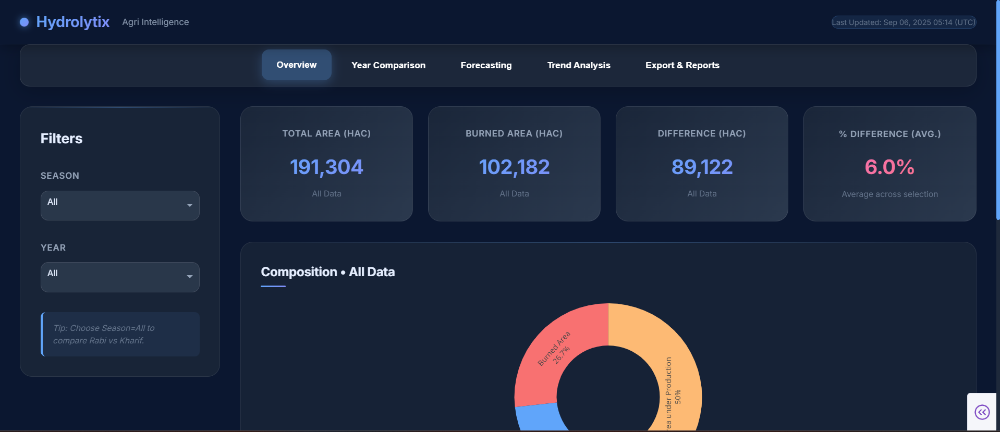 Hydrolytix
Agri Intelligence
Last Updated: Sep 06, 2025 05:14 (UTC)
Overview
Year Comparison
Forecasting
Trend Analysis
Export & Reports
Filters
SEASON
All
YEAR
All
Tip: Choose Season=All to
compare Rabi vs Kharif.
TOTAL AREA (HAC)
191,304
All Data
BURNED AREA (HAC)
102,182
All Data
DIFFERENCE (HAC)
89,122
All Data
% DIFFERENCE (AVG.)
6.0%
Average across selection
Composition • All Data
Burned Area
26.7%
under Production
50%